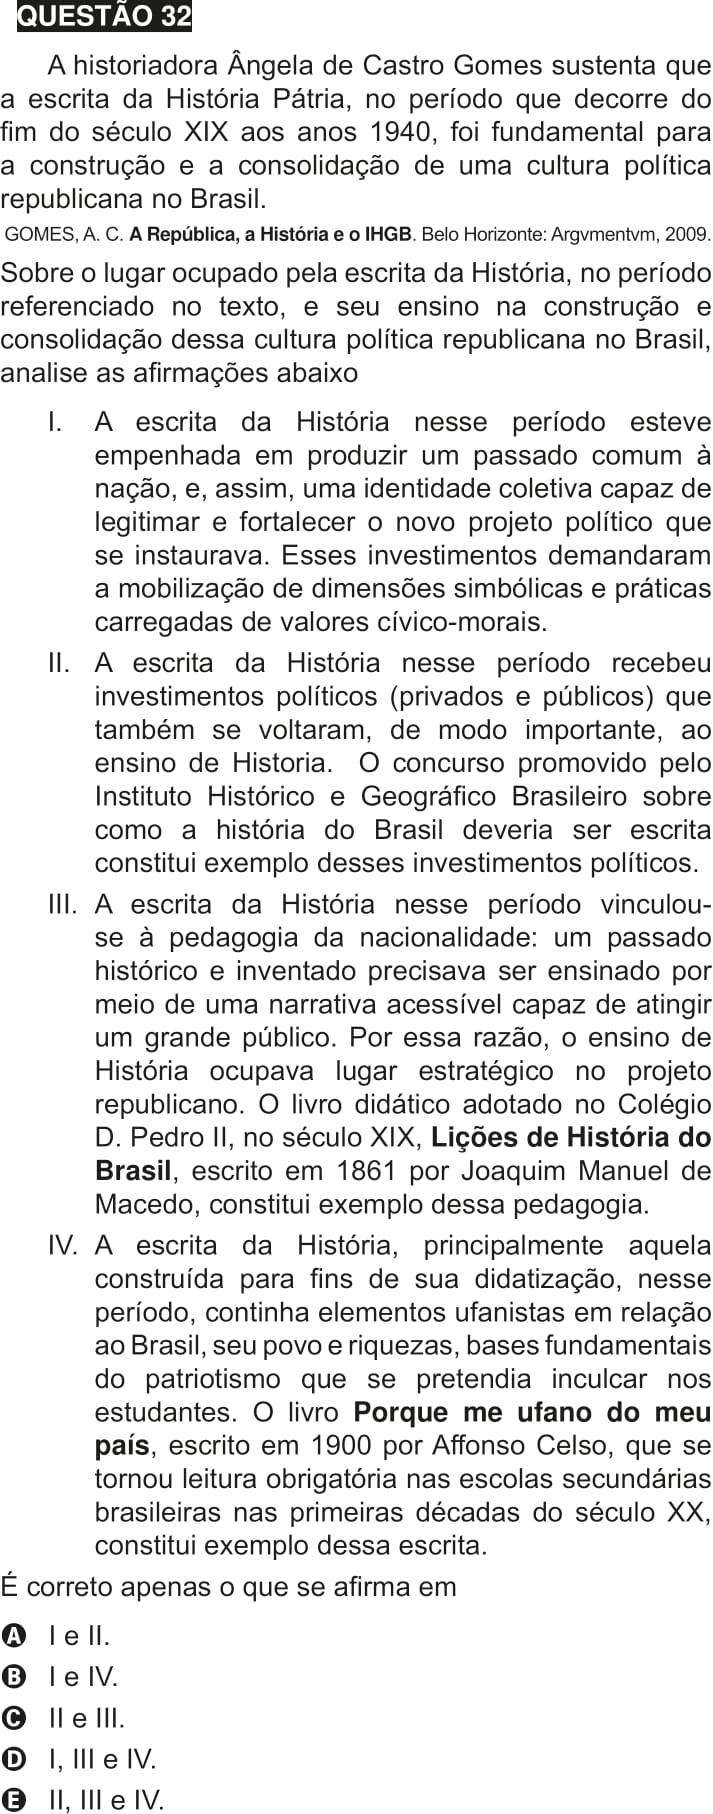 QUESTÃO 32
A historiadora Ângela de Castro Gomes sustenta que
a escrita da História Pátria, no período que decorre do
fim do século XIX aos anos 1940, foi fundamental para
a construção e a consolidação de uma cultura política
republicana no Brasil.
GOMES, A. C. A República, a História e o IHGB. Belo Horizonte: Argvmentvm, 2009.
Sobre o lugar ocupado pela escrita da História, no período
referenciado no texto, e seu ensino na construção e
consolidação dessa cultura política republicana no Brasil,
analise as afirmações abaixo
I. A escrita da História nesse período esteve
empenhada em produzir um passado comum à
nação, e, assim, uma identidade coletiva capaz de
legitimar e fortalecer o novo projeto político que
se instaurava. Esses investimentos demandaram
a mobilização de dimensões simbólicas e práticas
carregadas de valores cívico-morais.
II. A escrita da História nesse período recebeu
investimentos políticos (privados e públicos) que
também se voltaram, de modo importante, ao
ensino de Historia. O concurso promovido pelo
Instituto Histórico e Geográfico Brasileiro sobre
como a história do Brasil deveria ser escrita
constitui exemplo desses investimentos políticos.
III. A escrita da História nesse período vinculou-
se à pedagogia da nacionalidade: um passado
histórico e inventado precisava ser ensinado por
meio de uma narrativa acessível capaz de atingir
um grande público. Por essa razão, o ensino de
História ocupava lugar estratégico no projeto
republicano. O livro didático adotado no Colégio
D. Pedro II, no século XIX, Lições de História do
Brasil, escrito em 1861 por Joaquim Manuel de
Macedo, constitui exemplo dessa pedagogia.
IV. A escrita da História, principalmente aquela
construída para fins de sua didatização, nesse
período, continha elementos ufanistas em relação
ao Brasil, seu povo e riquezas, bases fundamentais
do patriotismo que se pretendia inculcar nos
estudantes. O livro Porque me ufano do meu
país, escrito em 1900 por Affonso Celso, que se
tornou leitura obrigatória nas escolas secundárias
brasileiras nas primeiras décadas do século XX,
constitui exemplo dessa escrita.
É correto apenas o que se afirma em
A I e II.
B I e IV.
C II e III.
D I, III e IV.
E II, III e IV.